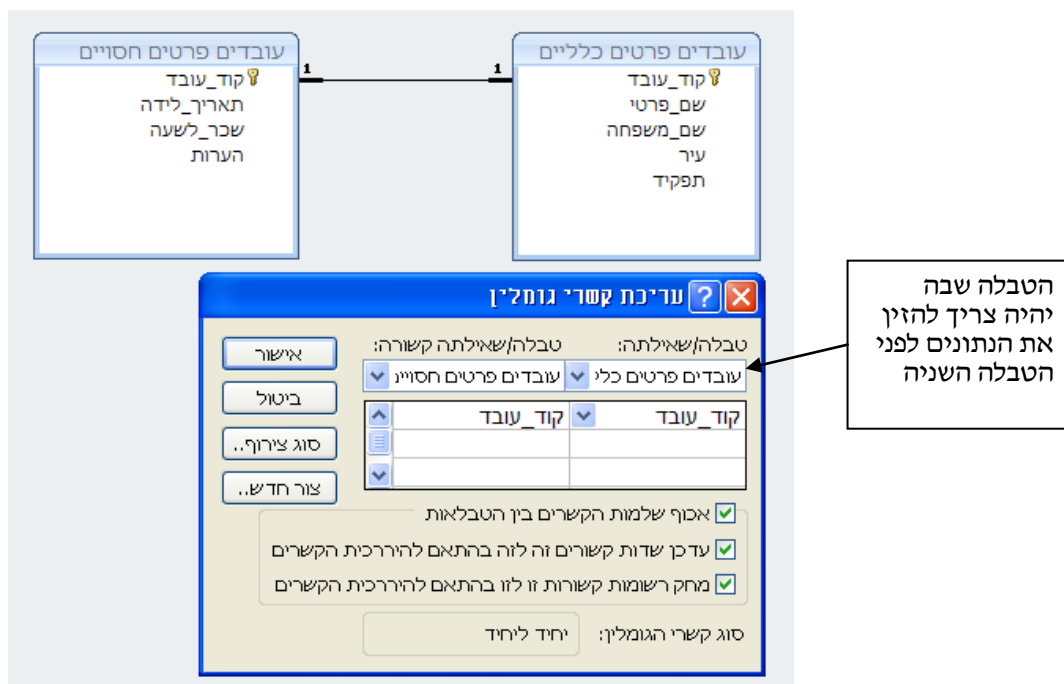 עובדים פרטים כלליים
קוד_עובד
שם_פרטי
שם_משפחה
עיר
תפקיד
1
1
עובדים פרטים חסויים
קוד_עובד
תאריך_לידה
שכר_לשעה
הערות
עריכת קשרי גומלין
טבלה/שאילתה:
טבלה/שאילתה קשורה:
עובדים פרטים כלי
עובדים פרטים חסויינ
קוד_עובד
קוד_עובד
אישור
ביטול
סוג צירוף..
צור חדש..
אכוף שלמות הקשרים בין הטבלאות
עדכן שדות קשורים זה לזה בהתאם להיררכית הקשרים
מחק רשומות קשורות זו לזו בהתאם להיררכית הקשרים
סוג קשרי הגומלין:
יחיד ליחיד
הטבלה שבה
יהיה צריך להזין
את הנתונים לפני
הטבלה השניה